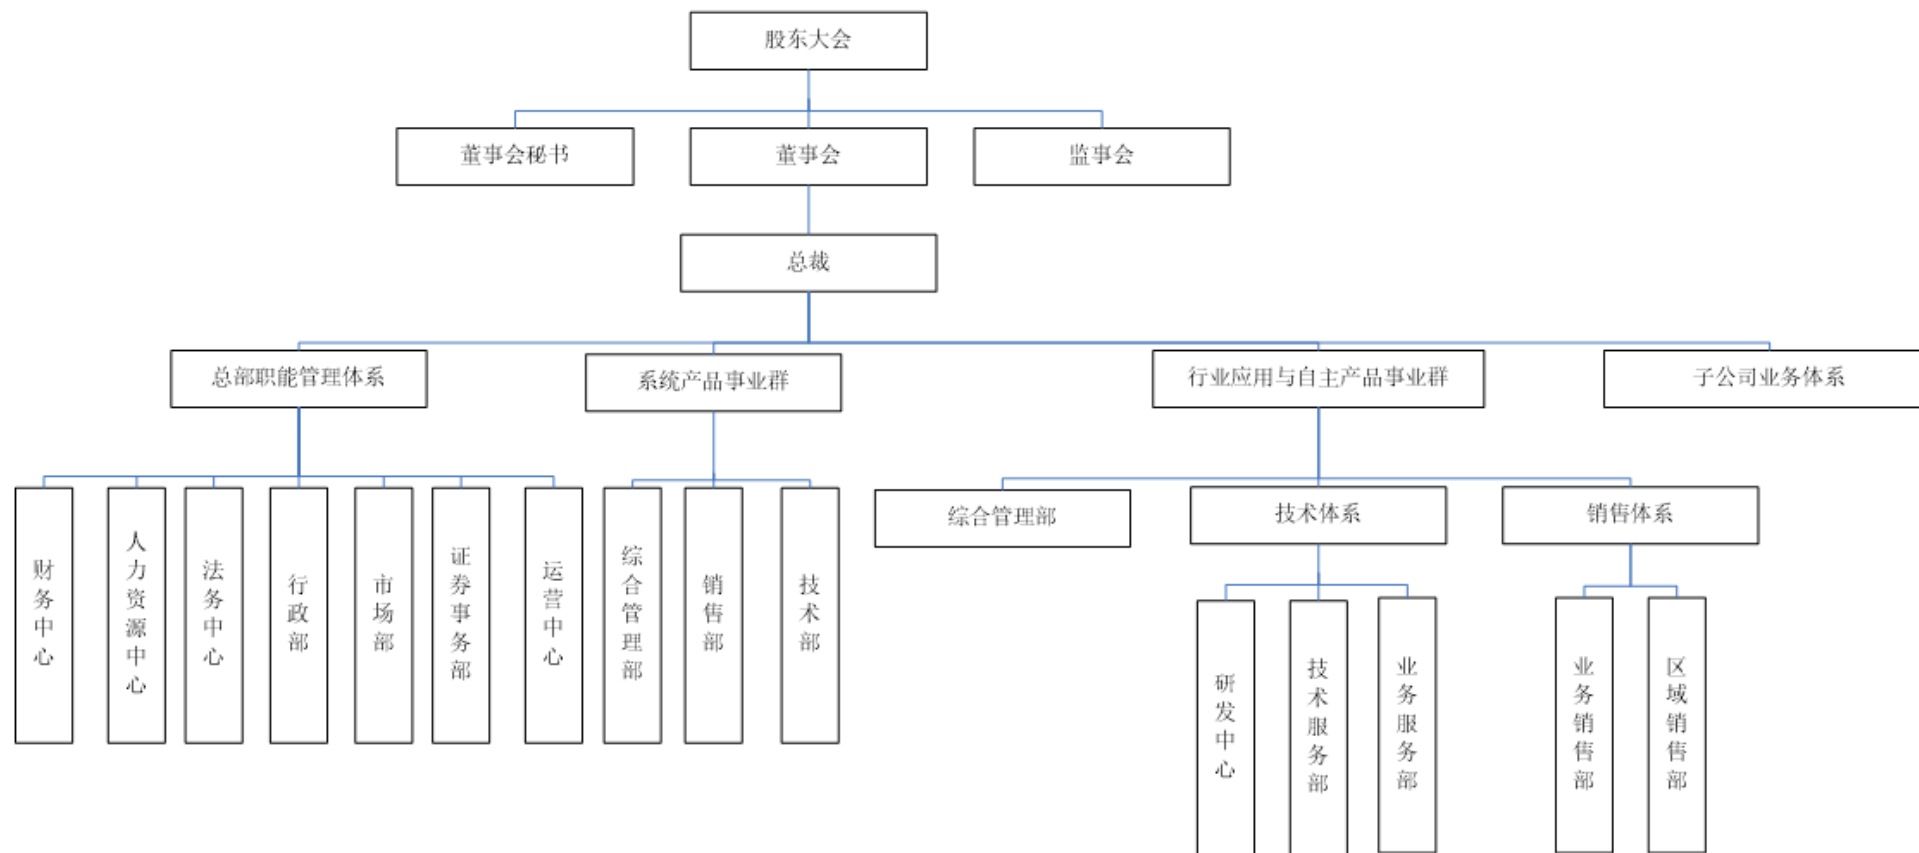 股东大会
董事会秘书
董事会
监事会
总裁
总部职能管理体系
系统产品事业群
行业应用与自主产品事业群
子公司业务体系
财务中心
人力资源中心
法务中心
行政部
市场部
证券事务部
运营中心
综合管理部
销售部
技术部
综合管理部
技术体系
销售体系
研发中心
技术服务部
业务服务部
业务销售部
区域销售部